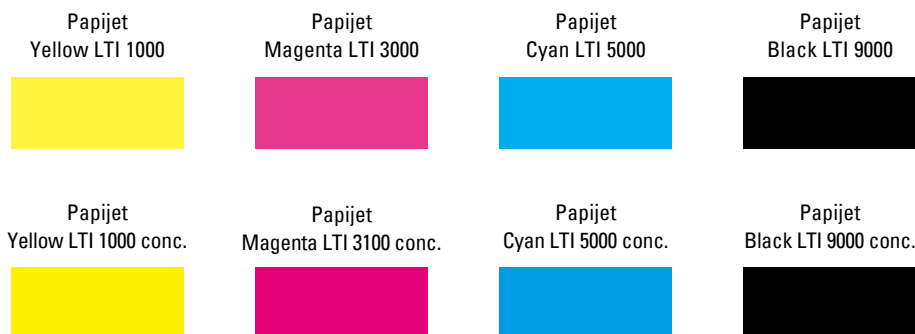 Papijet
Yellow LTI 1000
Papijet
Magenta LTI 3000
Papijet
Cyan LTI 5000
Papijet
Black LTI 9000
Papijet
Yellow LTI 1000 conc.
Papijet
Magenta LTI 3100 conc.
Papijet
Cyan LTI 5000 conc.
Papijet
Black LTI 9000 conc.